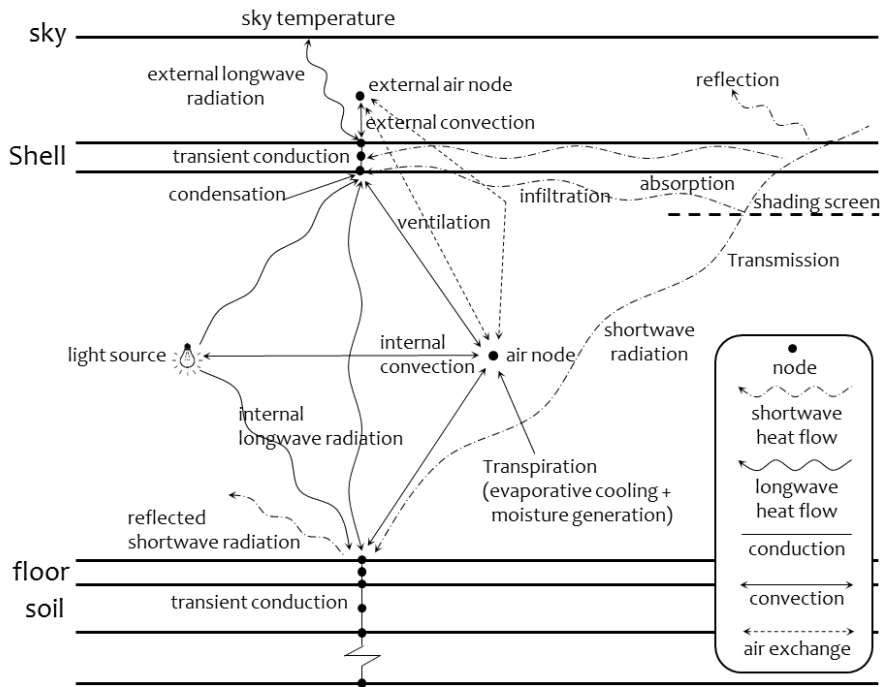 sky temperature
sky
external longwave
radiation
external air node
reflection
external convection
Shell
transient conduction
condensation
absorption
infiltration
shading screen
ventilation
Transmission
light source
internal
convection
air node
shortwave
radiation
internal
longwave radiation
Transpiration
(evaporative cooling +
moisture generation)
reflected
shortwave radiation
floor
soil
transient conduction
node
shortwave
heat flow
longwave
heat flow
conduction
convection
air exchange